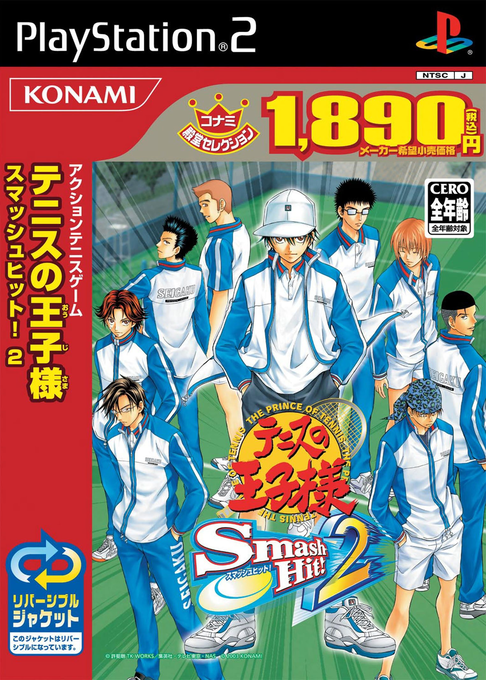 PlayStation®2
NTSC J
KONAMI
コナミ
殿堂セレクション
1,890円(税込)
メーカー希望小売価格
CERO
全年齢
全年齢対象
アクションテニスゲーム
テニスの王子様
おうじさま
スマッシュヒット! 2
SEIGAKU
SEIGAKU
THE PRINCE OF TENNIS
テニスの
王子様
Smash
Hit! 2
スマッシュヒット!
SEIGAKU
リバーシブル
ジャケット
このジャケットはリバー
シブルになっています。